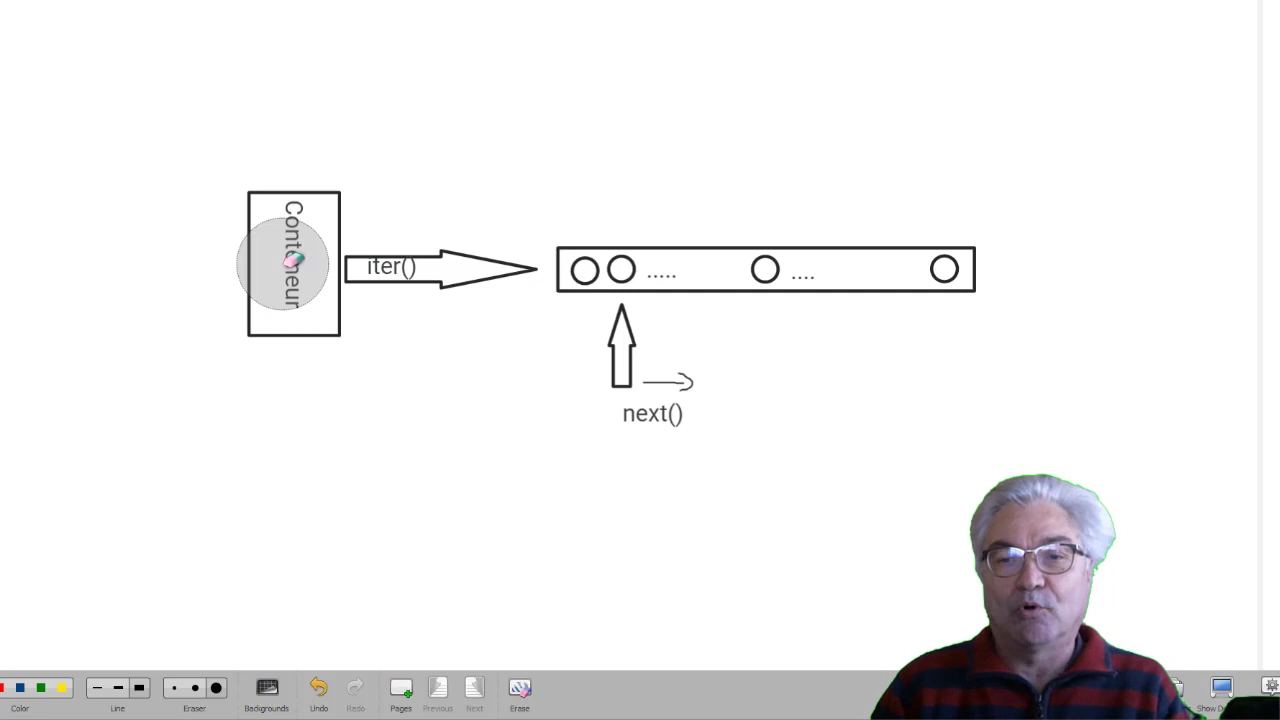 Conteneur
iter()
.....
....
next()
Color
Line
Eraser
Backgrounds
Undo
Redo
Pages
Previous
Next
Erase